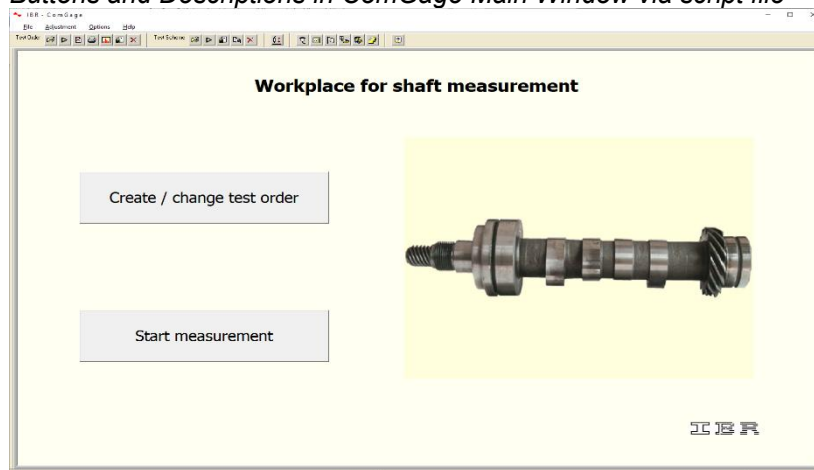 Buttons and Descriptions in ComGage Main Window via script file
IBR - ComGage
File Adjustment Options Help
Test Order Test Scheme
Workplace for shaft measurement
Create / change test order
Start measurement
IBR